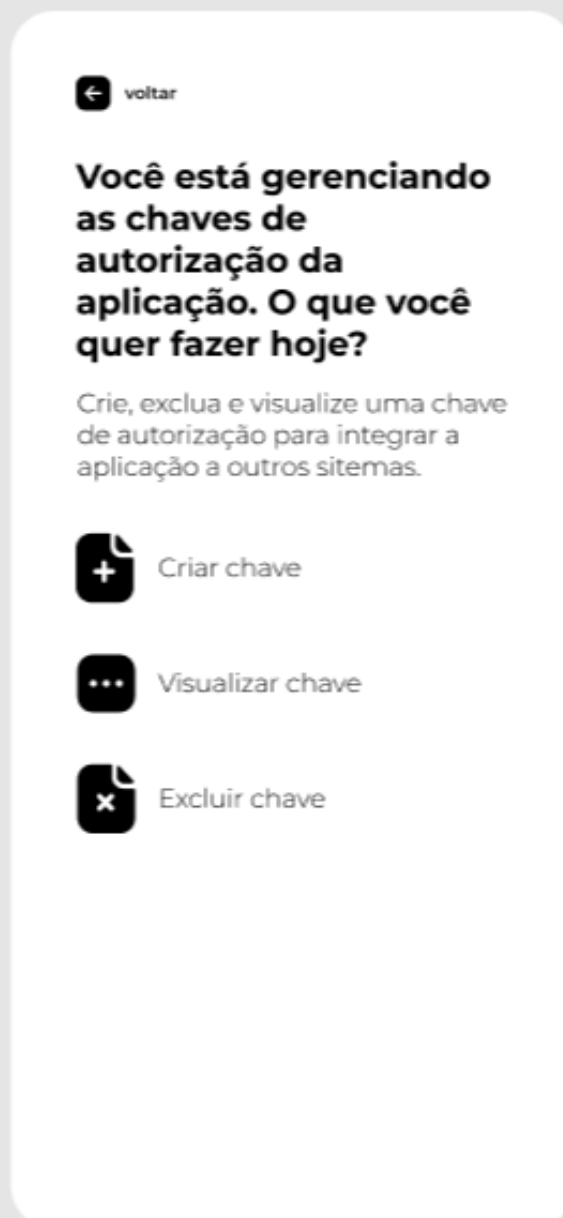 voltar
Você está gerenciando
as chaves de
autorização da
aplicação. O que você
quer fazer hoje?
Crie, exclua e visualize uma chave
de autorização para integrar a
aplicação a outros sitemas.
Criar chave
Visualizar chave
Excluir chave